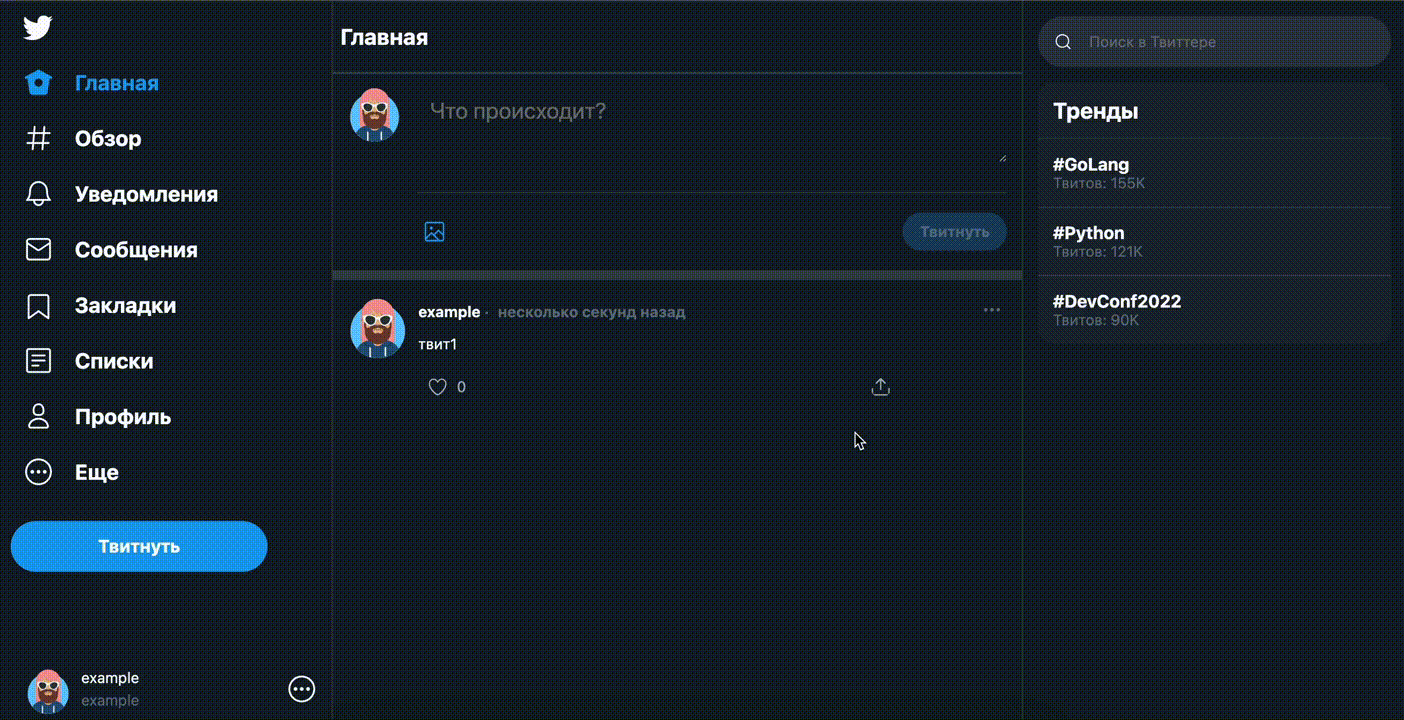 Главная
Обзор
Уведомления
Сообщения
Закладки
Списки
Профиль
Еще
Твитнуть
example
example
Главная
Что происходит?
Твитнуть
example · несколько секунд назад
твит1
0
Поиск в Твиттере
Тренды
#GoLang
Твитов: 155K
#Python
Твитов: 121K
#DevConf2022
Твитов: 90K